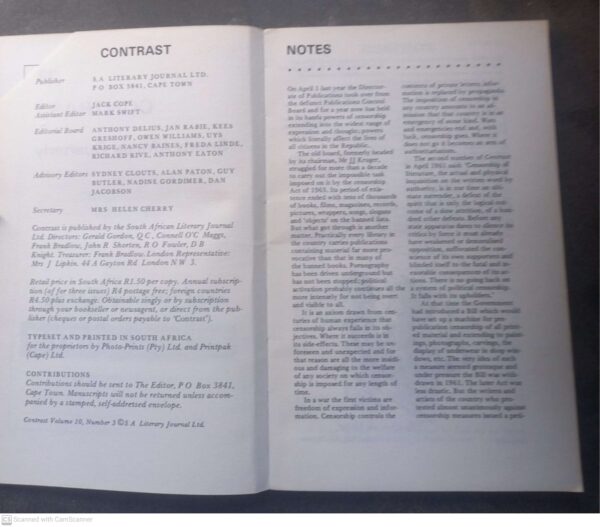 CONTRAST
Publisher S.A LITERARY JOURNAL LTD.
P O BOX 3841, CAPE TOWN
Editor JACK COPE
Assistant Editor MARK SWIFT
Editorial Board ANTHONY DELIUS, JAN RABIE, KEES
GRESHOFF, OWEN WILLIAMS, UYS
KRIGE, NANCY BAINES, FREDA LINDE,
RICHARD RIVE, ANTHONY EATON
Advisory Editors SYDNEY CLOUTS, ALAN PATON, GUY
BUTLER, NADINE GORDIMER, DAN
JACOBSON
Secretary MRS HELEN CHERRY
Contrast is published by the South African Literary Journal
Ltd. Directors: Gerald Gordon, Q C, Connell O'C Maggs,
Frank Bradlow, John R Shorten, R O Fowler, D B
Knight. Treasurer: Frank Bradlow. London Representative:
Mrs J Lipkin. 44 A Gayton Rd London N W 3.
Retail price in South Africa R1.50 per copy. Annual subscrip-
tion (of for three issues) R4 postage free; foreign countries
R4.50 plus exchange. Obtainable singly or by subscription
through your bookseller or newsagent, or direct from the pub-
lisher (cheques or postal orders payable to 'Contrast').
TYPESET AND PRINTED IN SOUTH AFRICA
for the proprietors by Photo-Prints (Pty) Ltd. and Printpak
(Cape) Ltd.
CONTRIBUTIONS
Contributions should be sent to The Editor, P O Box 3841,
Cape Town. Manuscripts will not be returned unless accom-
panied by a stamped, self-addressed envelope.
Contrast Volume 10, Number 3 © S A Literary Journal Ltd.
NOTES
On April 1 last year the Director-
ate of Publications took over from
the defunct Publications Control
Board and for a year now has held
in its hands powers of censorship
extending into the widest range of
expression and thought: powers
which literally affect the lives of
all citizens in the Republic.
The old board, formerly headed
by its chairman, Mr JJ Kruger,
struggled for more than a decade
to carry out the impossible task
imposed on it by the censorship
Act of 1963. Its period of exis-
tence ended with tens of thousands
of books, films, magazines, records,
pictures, wrappers, songs, slogans
and 'objects' on the banned lists.
But what got through is another
matter. Practically every library in
the country carries publications
containing material far more pro-
vocative than that in many of
the banned books. Pornography
has been driven underground but
has not been stopped; political
activation probably continues all the
more intensely for not being overt
and visible to all.
It is an axiom drawn from cen-
turies of human experience that
censorship always fails in its ob-
jectives. Where it succeeds is in
its side-effects. These may be un-
foreseen and unexpected and for
that reason are all the more insidi-
ous and damaging to the welfare
of any society on which censor-
ship is imposed for any length of
time.
In a war the first victims are
freedom of expression and infor-
mation. Censorship controls the
contents of private letters; infor-
mation is replaced by propaganda.
The imposition of censorship in
any country amounts to an ad-
mission that that country is in an
emergency of some kind. Wars
and emergencies end and, with
luck, censorship goes. Where it
does not go it becomes an arm of
authoritarianism.
The second number of Contrast
in April 1961 said: 'Censorship of
literature, the actual and physical
inquisition on the written word by
authority, is in our time an ulti-
mate surrender, a defeat of the
spirit that is only the logical out-
come of a time attrition, of a hun-
dred other defeats. Before any
state apparatus dares to silence its
critics by force it must already
have weakened or demoralised
opposition, suffocated the con-
science of its own supporters and
blinded itself to the fatal and in-
exorable consequences of its ac-
tions. There is no going back on
a system of political censorship.
It falls with its upholders.'
At that time the Government
had introduced a Bill which would
have set up a machine for pre-
publication censorship of all print-
ed material and extending to paint-
ings, photographs, carvings, the
display of underwear in shop win-
dows, etc. The very idea of such
a measure seemed grotesque and
under pressure the Bill was with-
drawn in 1961. The later Act was
less drastic. But the writers and
artists of the country who pro-
tested almost unanimously against
censorship measures issued a peti-
CS Scanned with CamScanner